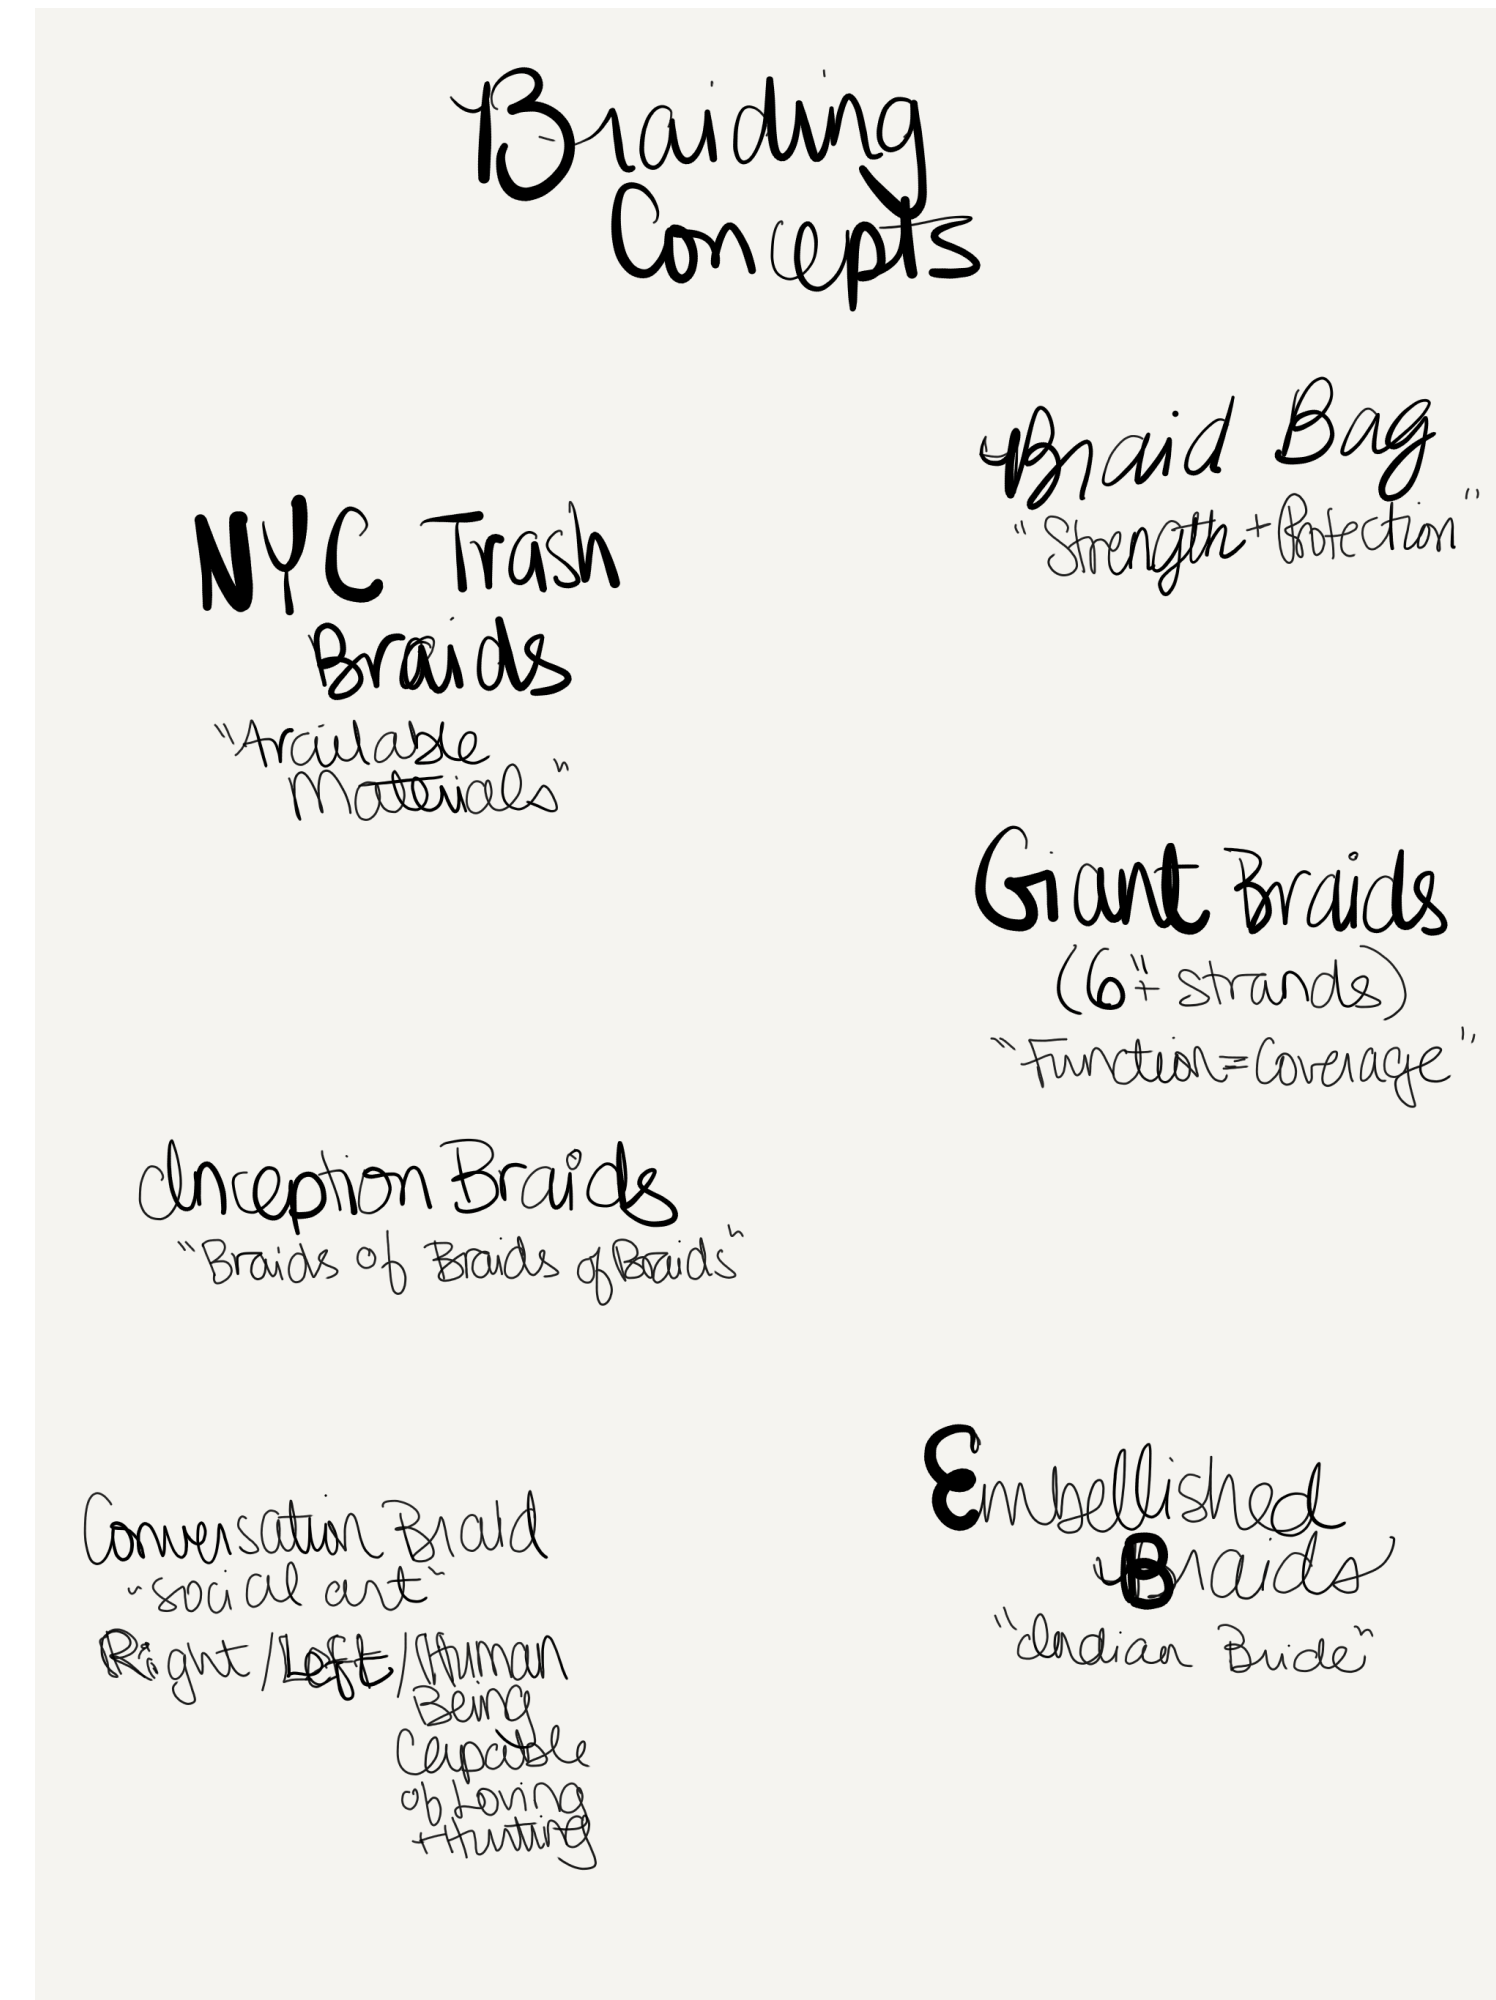 Braiding
Concepts
Braid Bag
"Strength + Protection"
NYC Trash
Braids
"Available
Materials"
Giant Braids
(6"+ strands)
"Function = Coverage"
Inception Braids
"Braids of Braids of Braids"
Embellished
Braids
"Indian Bride"
Conversation Braid
"social art"
Right / Left / Human
Being
Capable
of Loving
+ Hurting